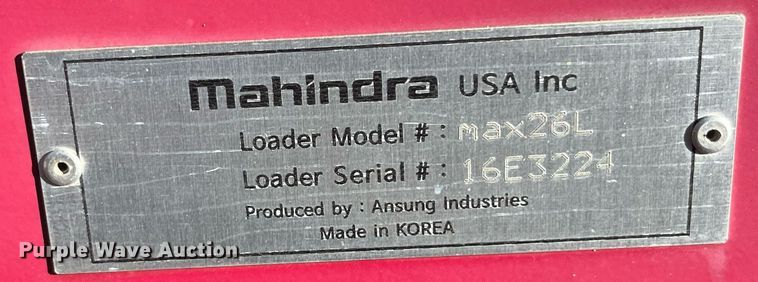 Mahindra USA Inc
Loader Model # : max26L
Loader Serial # : 16E3224
Produced by : Ansung Industries
Made in KOREA
Purple Wave Auction